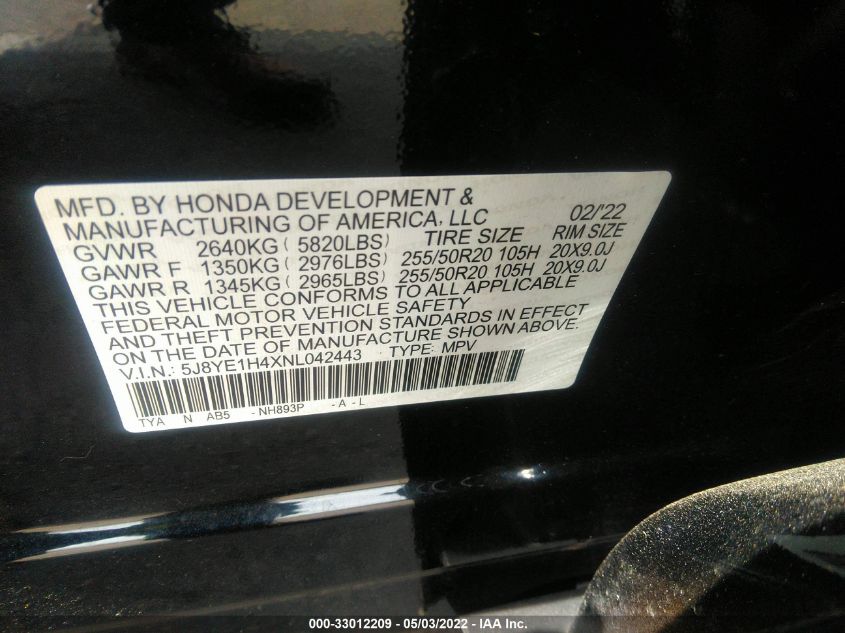 MFD. BY HONDA DEVELOPMENT &
MANUFACTURING OF AMERICA, LLC 02/'22
GVWR 2640KG ( 5820LBS) TIRE SIZE RIM SIZE
GAWR F 1350KG ( 2976LBS) 255/50R20 105H 20X9.0J
GAWR R 1345KG ( 2965LBS) 255/50R20 105H 20X9.0J
THIS VEHICLE CONFORMS TO ALL APPLICABLE
FEDERAL MOTOR VEHICLE SAFETY
AND THEFT PREVENTION STANDARDS IN EFFECT
ON THE DATE OF MANUFACTURE SHOWN ABOVE.
V.I.N.: 5J8YE1H4XNL042443 TYPE: MPV
TYA N AB5 -NH893P -A-L
000-33012209 - 05/03/2022 - IAA Inc.